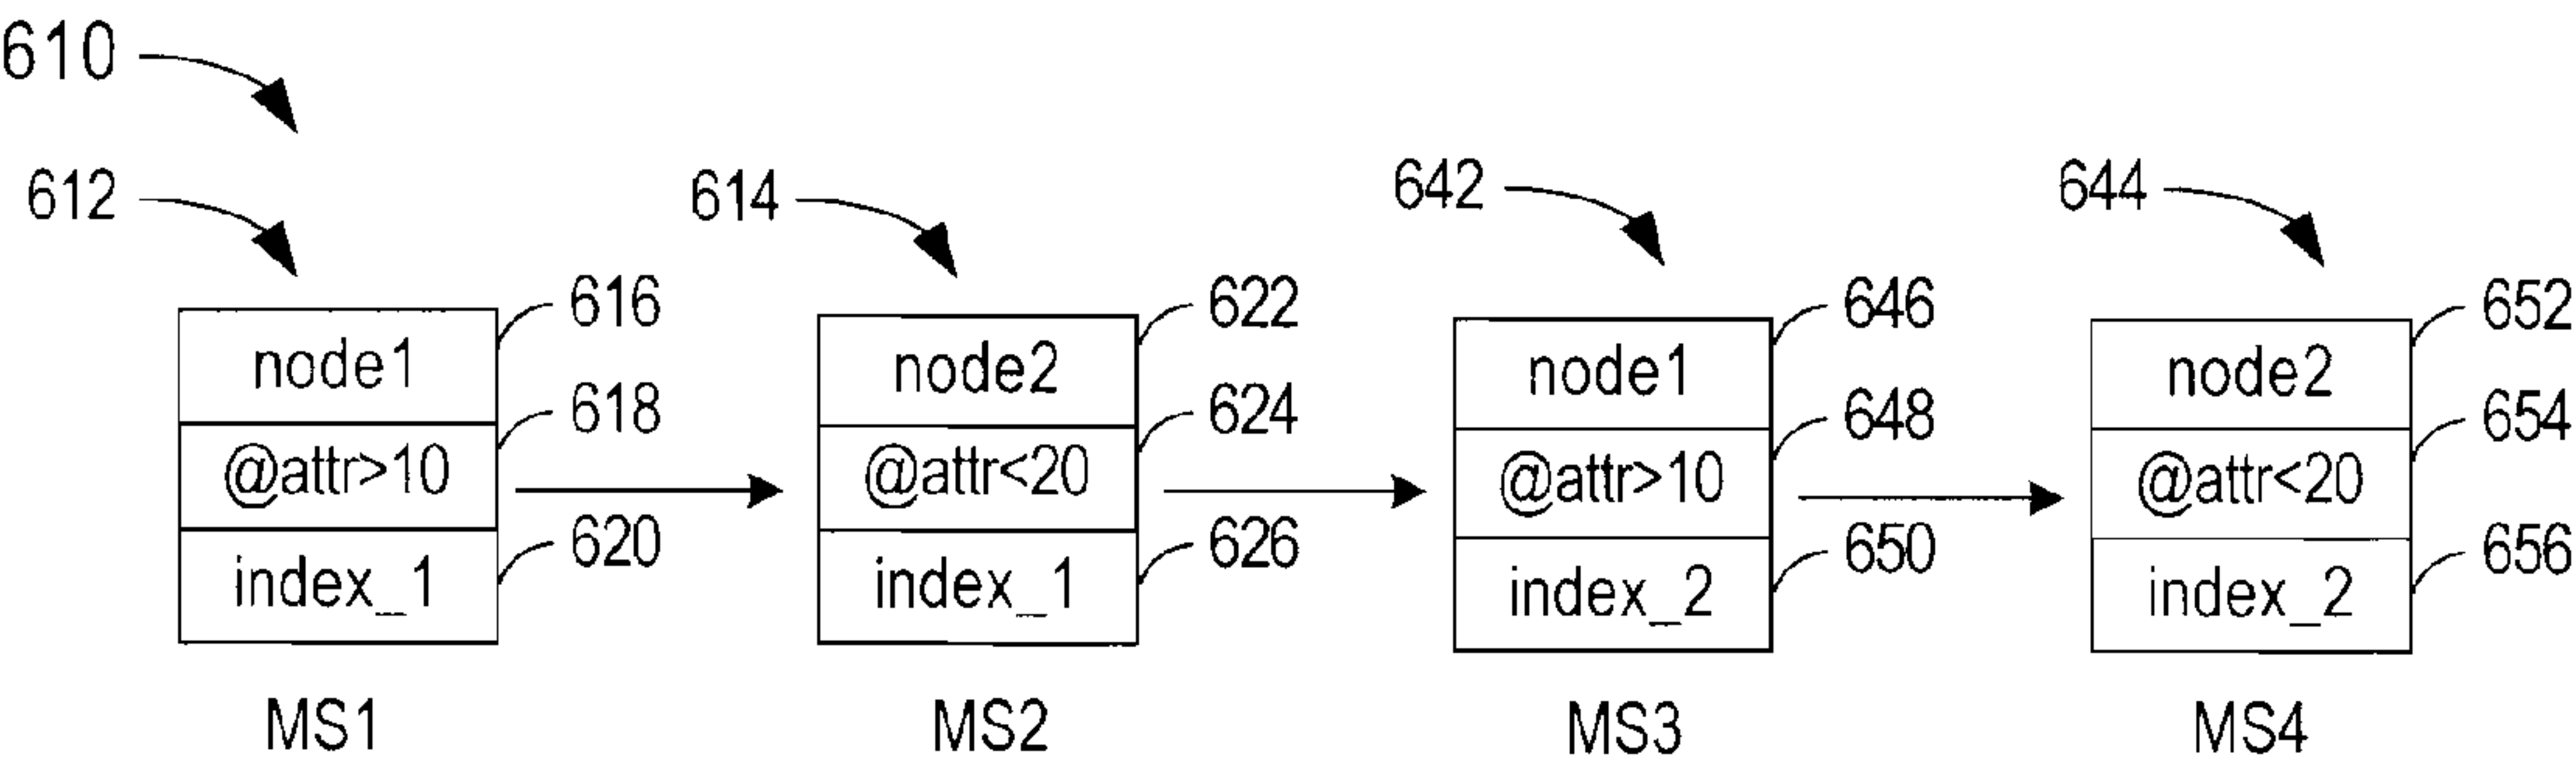 610
612 614 642 644
616 622 646 652
node1 node2 node1 node2
618 624 648 654
@attr>10 @attr<20 @attr>10 @attr<20
620 626 650 656
index_1 index_1 index_2 index_2
MS1 MS2 MS3 MS4